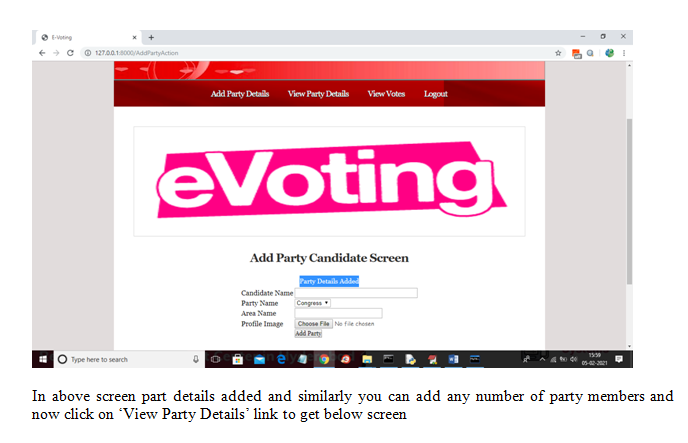 E-Voting
127.0.0.1:8000/AddPartyAction
Add Party Details View Party Details View Votes Logout
eVoting
Add Party Candidate Screen
Party Details Added
Candidate Name
Party Name Congress
Area Name
Profile Image Choose File No file chosen
Add Party
Type here to search
15:59
05-02-2021
In above screen part details added and similarly you can add any number of party members and
now click on ‘View Party Details’ link to get below screen